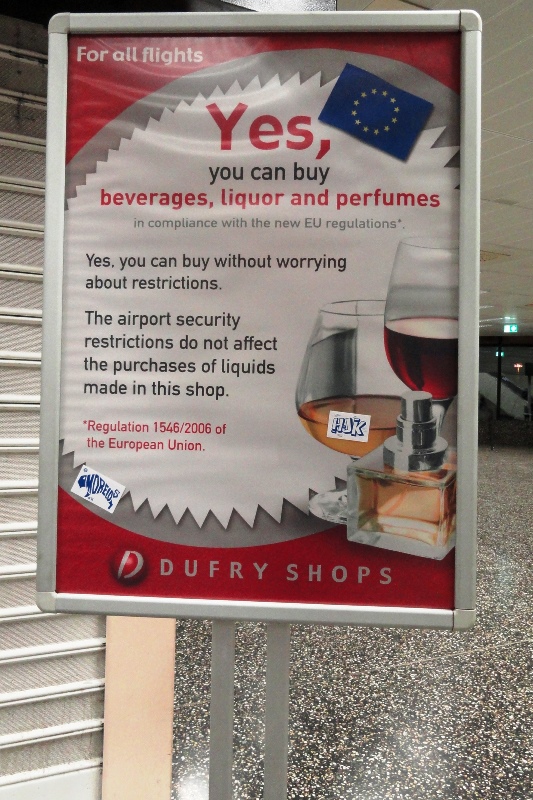 For all flights
Yes,
you can buy
beverages, liquor and perfumes
in compliance with the new EU regulations*.
Yes, you can buy without worrying
about restrictions.
The airport security
restrictions do not affect
the purchases of liquids
made in this shop.
*Regulation 1546/2006 of
the European Union.
DUFRY SHOPS